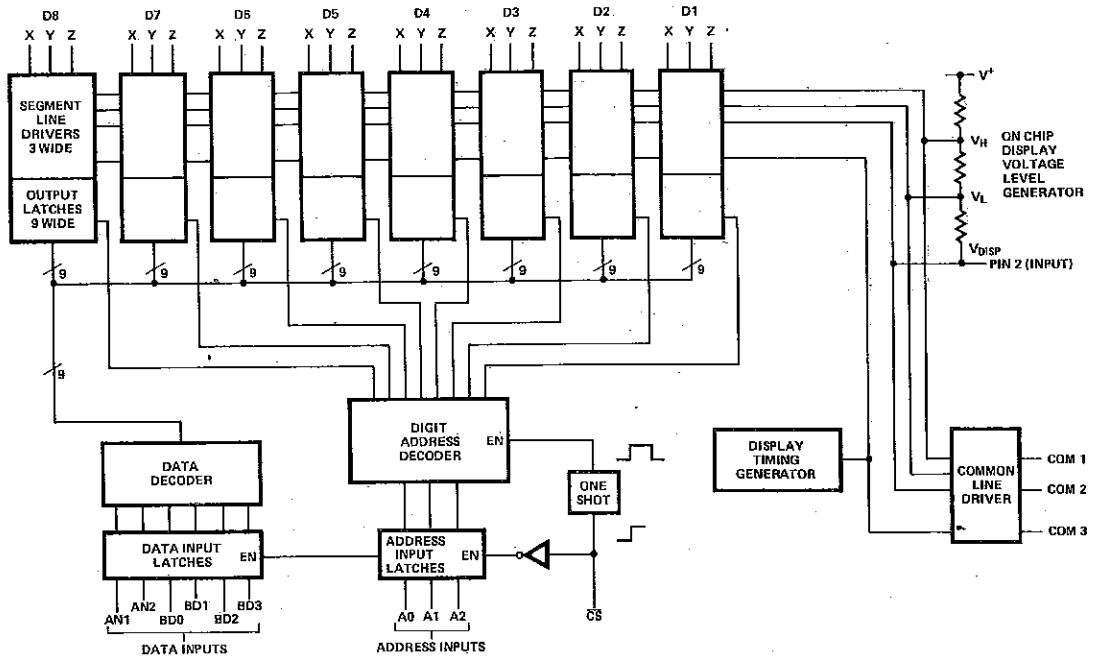 D8 D7 D6 D5 D4 D3 D2 D1
X Y Z X Y Z X Y Z X Y Z X Y Z X Y Z X Y Z X Y Z
SEGMENT
LINE
DRIVERS
3 WIDE
OUTPUT
LATCHES
9 WIDE
V+
VH
ON CHIP
DISPLAY
VOLTAGE
LEVEL
GENERATOR
VL
VDISP
PIN 2 (INPUT)
9 9 9 9 9 9 9 9
9
DIGIT
ADDRESS
DECODER
EN
ONE
SHOT
DISPLAY
TIMING
GENERATOR
COMMON
LINE
DRIVER
COM 1
COM 2
COM 3
DATA
DECODER
DATA INPUT
LATCHES
EN
ADDRESS
INPUT
LATCHES
EN
AN1 AN2 BD0 BD1 BD2 BD3
DATA INPUTS
A0 A1 A2
ADDRESS INPUTS
CS